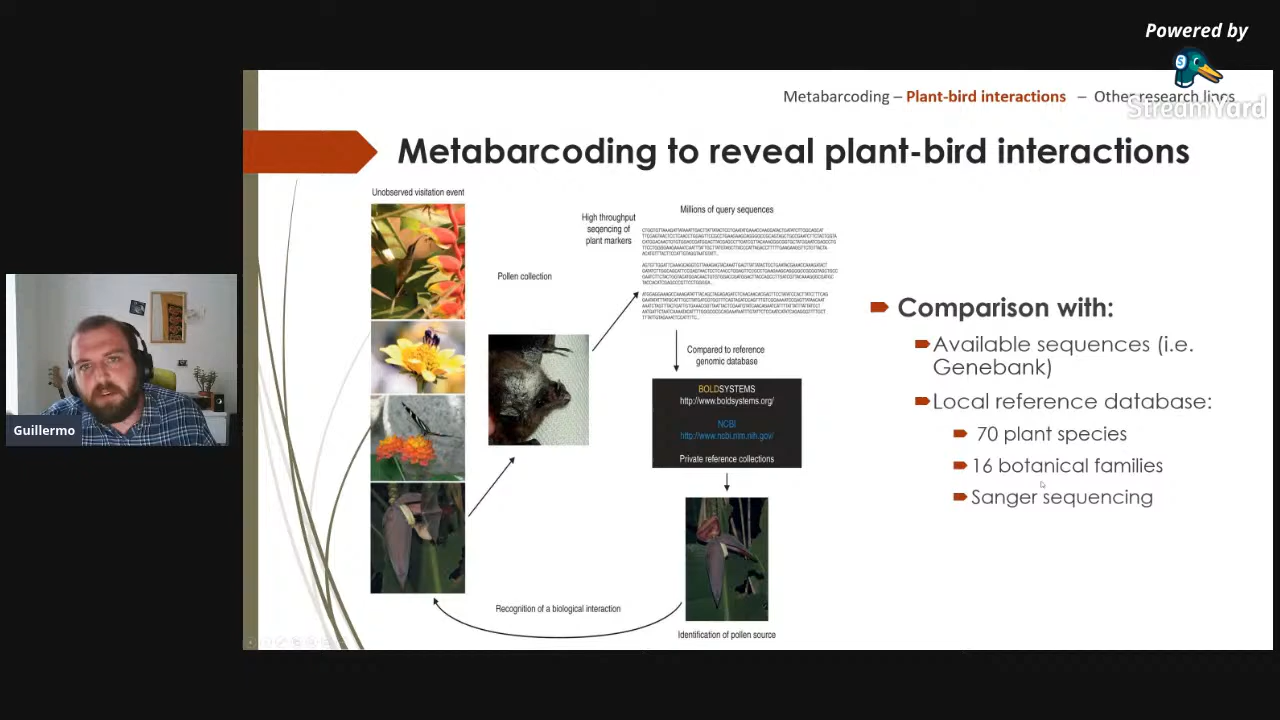 Powered by
StreamYard
Metabarcoding – Plant-bird interactions – Other research lines
Metabarcoding to reveal plant-bird interactions
Unobserved visitation event
Pollen collection
High throughput
seqencing of
plant markers
Millions of query sequences
Compared to reference
genomic database
BOLDSYSTEMS
http://www.boldsystems.org/
NCBI
http://www.ncbi.nlm.nih.gov/
Private reference collections
Identification of pollen source
Recognition of a biological interaction
Comparison with:
Available sequences (i.e.
Genebank)
Local reference database:
70 plant species
16 botanical families
Sanger sequencing
Guillermo